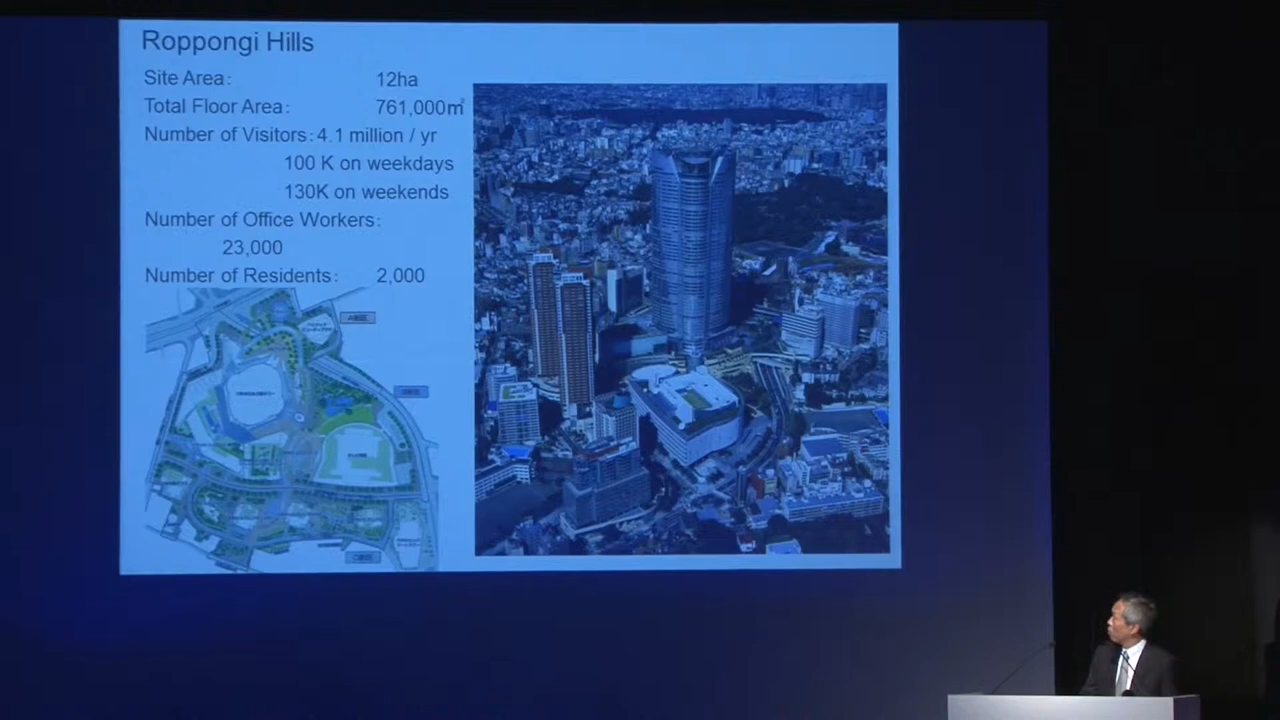 Roppongi Hills
Site Area: 12ha
Total Floor Area: 761,000㎡
Number of Visitors: 4.1 million / yr
100 K on weekdays
130K on weekends
Number of Office Workers:
23,000
Number of Residents: 2,000